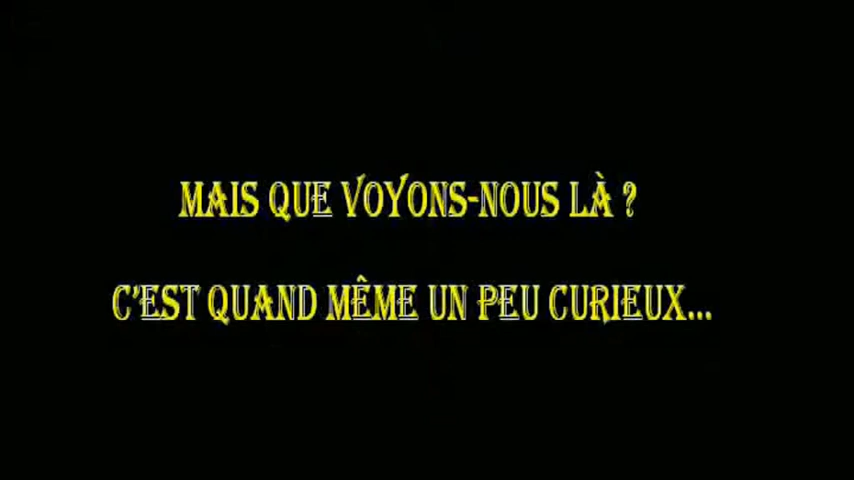 MAIS QUE VOYONS-NOUS LÀ ?
C'EST QUAND MÊME UN PEU CURIEUX...